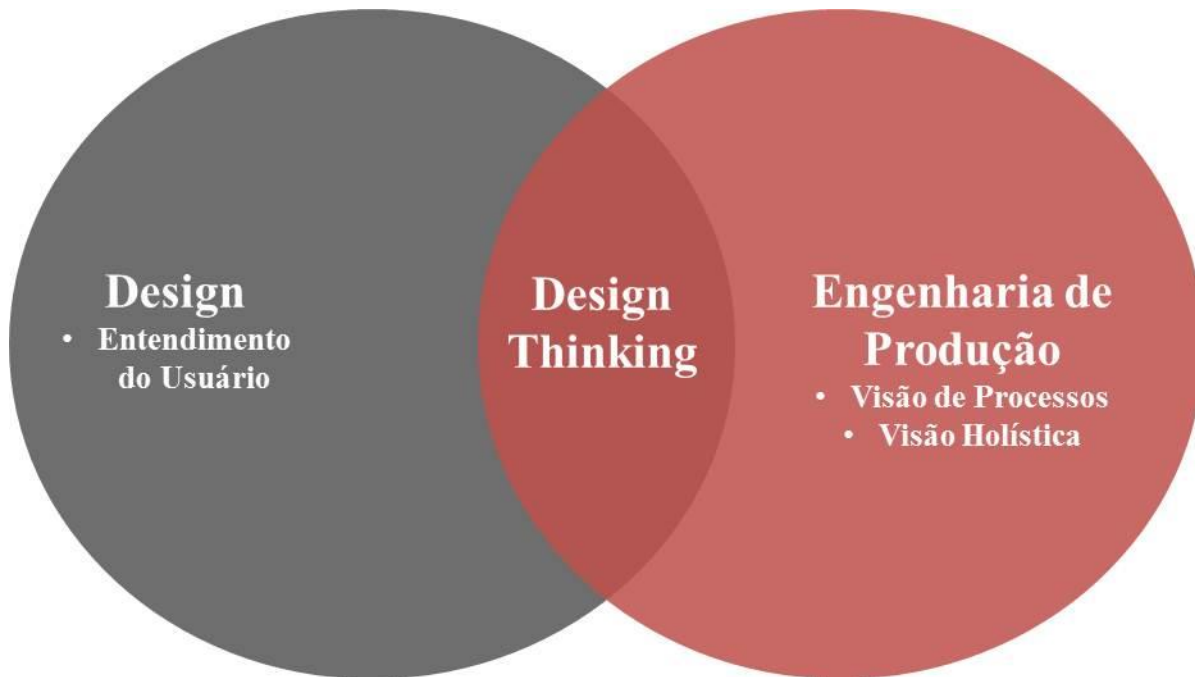 Design
• Entendimento
do Usuário
Design
Thinking
Engenharia de
Produção
• Visão de Processos
• Visão Holística